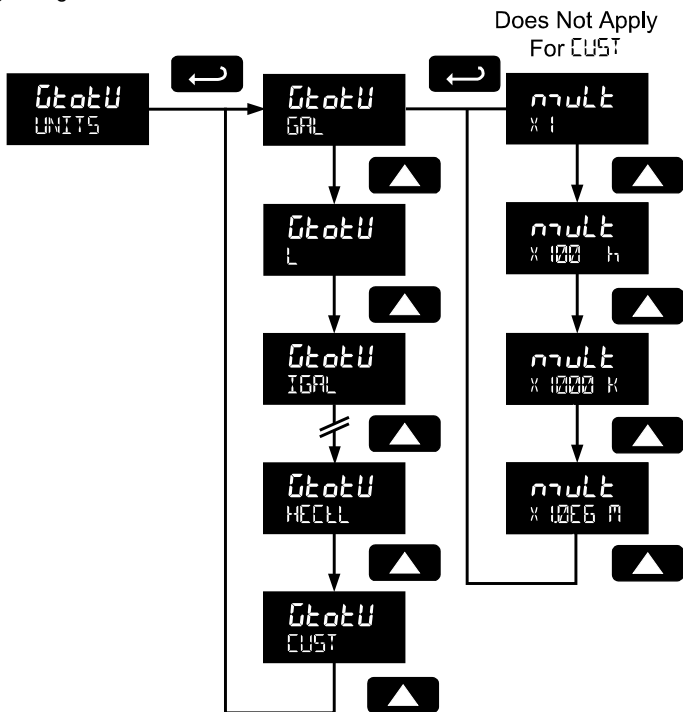 Does Not Apply
For CUST
GtotU
UNITS
GtotU
GAL
GtotU
L
GtotU
IGAL
GtotU
HECtL
GtotU
CUST
mult
X 1
mult
X 100 h
mult
X 1000 K
mult
X 1.0E6 M